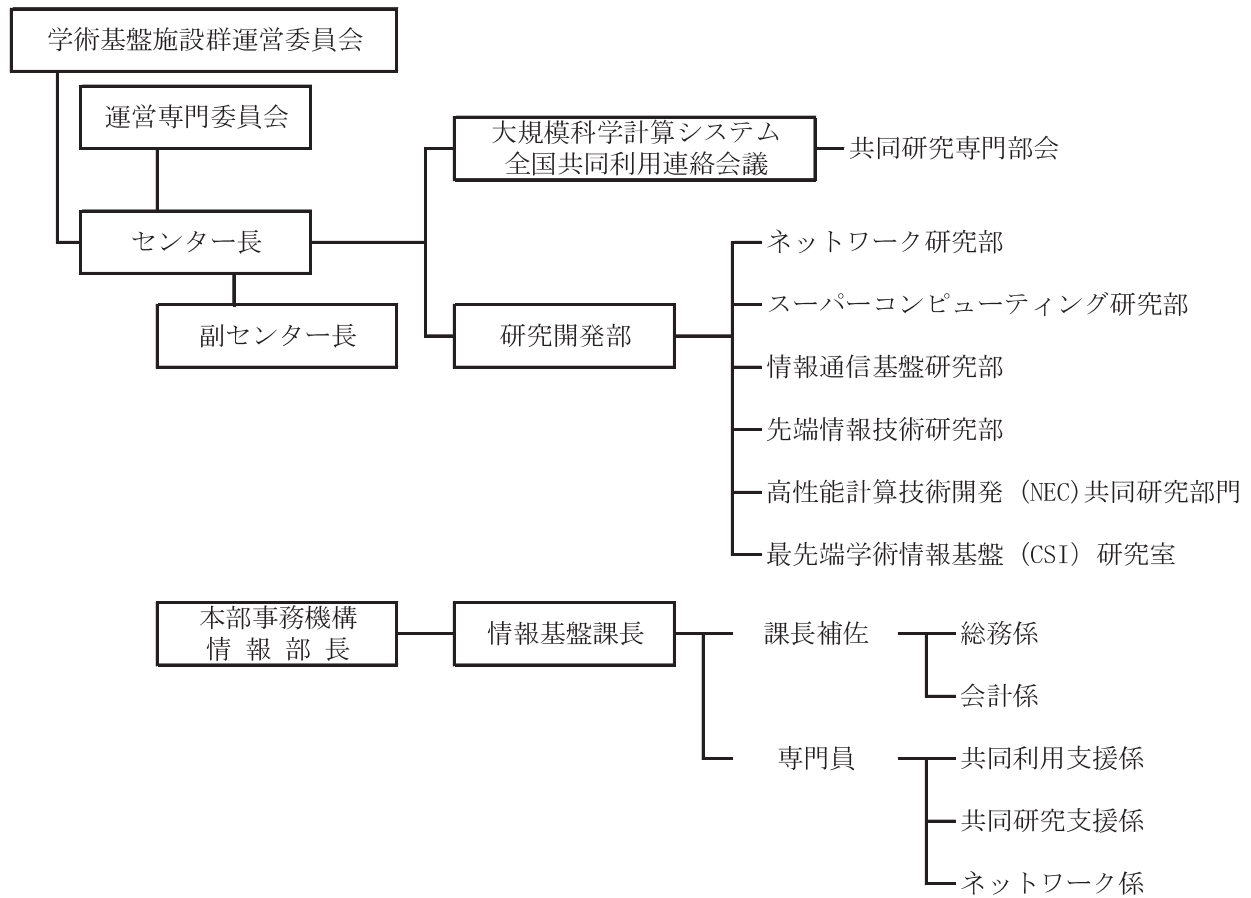 学術基盤施設群運営委員会
運営専門委員会
大規模科学計算システム
全国共同利用連絡会議
共同研究専門部会
センター長
副センター長
研究開発部
ネットワーク研究部
スーパーコンピューティング研究部
情報通信基盤研究部
先端情報技術研究部
高性能計算技術開発 (NEC)共同研究部門
最先端学術情報基盤 (CSI) 研究室
本部事務機構
情 報 部 長
情報基盤課長
課長補佐
総務係
会計係
専門員
共同利用支援係
共同研究支援係
ネットワーク係